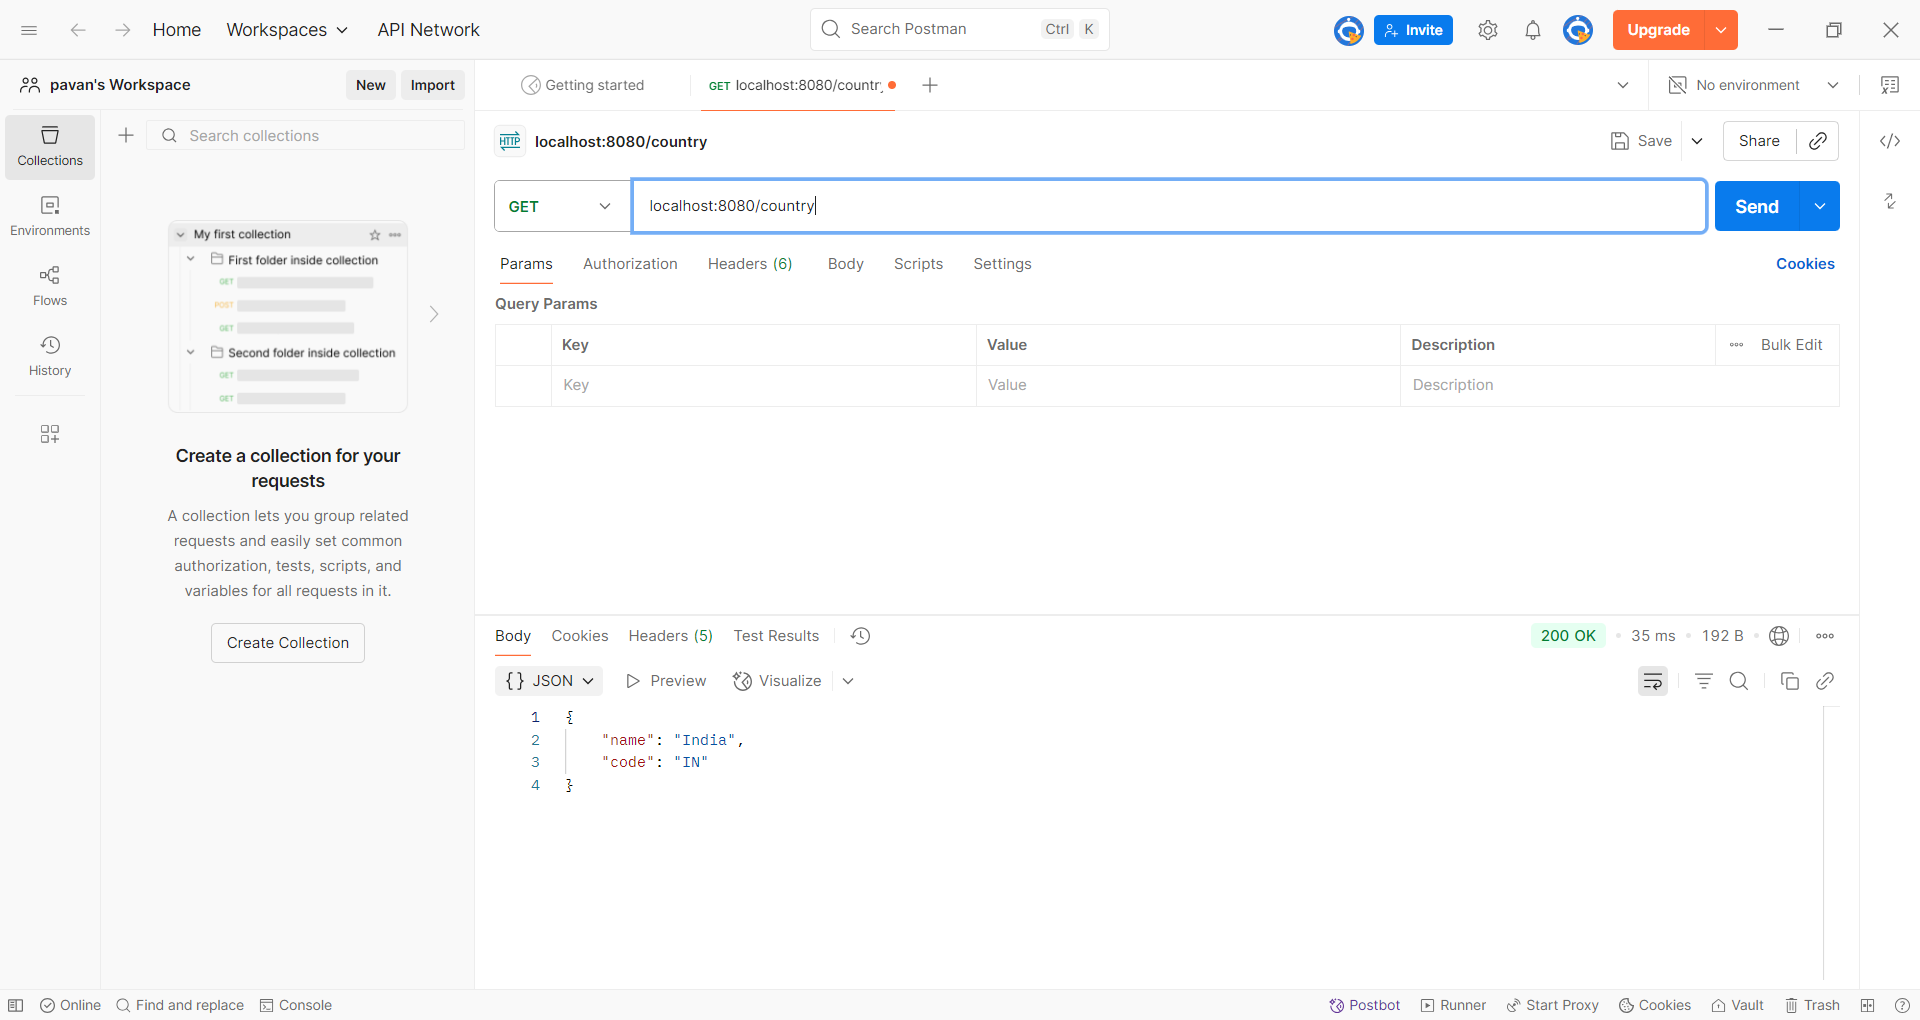 Home Workspaces API Network Search Postman Ctrl K Invite Upgrade
pavan's Workspace New Import Getting started GET localhost:8080/countr No environment
Collections
Search collections
HTTP localhost:8080/country Save Share
Environments
Flows
History
My first collection
First folder inside collection
GET
POST
GET
Second folder inside collection
GET
GET
Create a collection for your
requests
A collection lets you group related
requests and easily set common
authorization, tests, scripts, and
variables for all requests in it.
Create Collection
GET localhost:8080/country Send
Params Authorization Headers (6) Body Scripts Settings Cookies
Query Params
Key Value Description Bulk Edit
Key Value Description
Body Cookies Headers (5) Test Results 200 OK 35 ms 192 B
{} JSON Preview Visualize
1 {
2 "name": "India",
3 "code": "IN"
4 }
Online Find and replace Console Postbot Runner Start Proxy Cookies Vault Trash